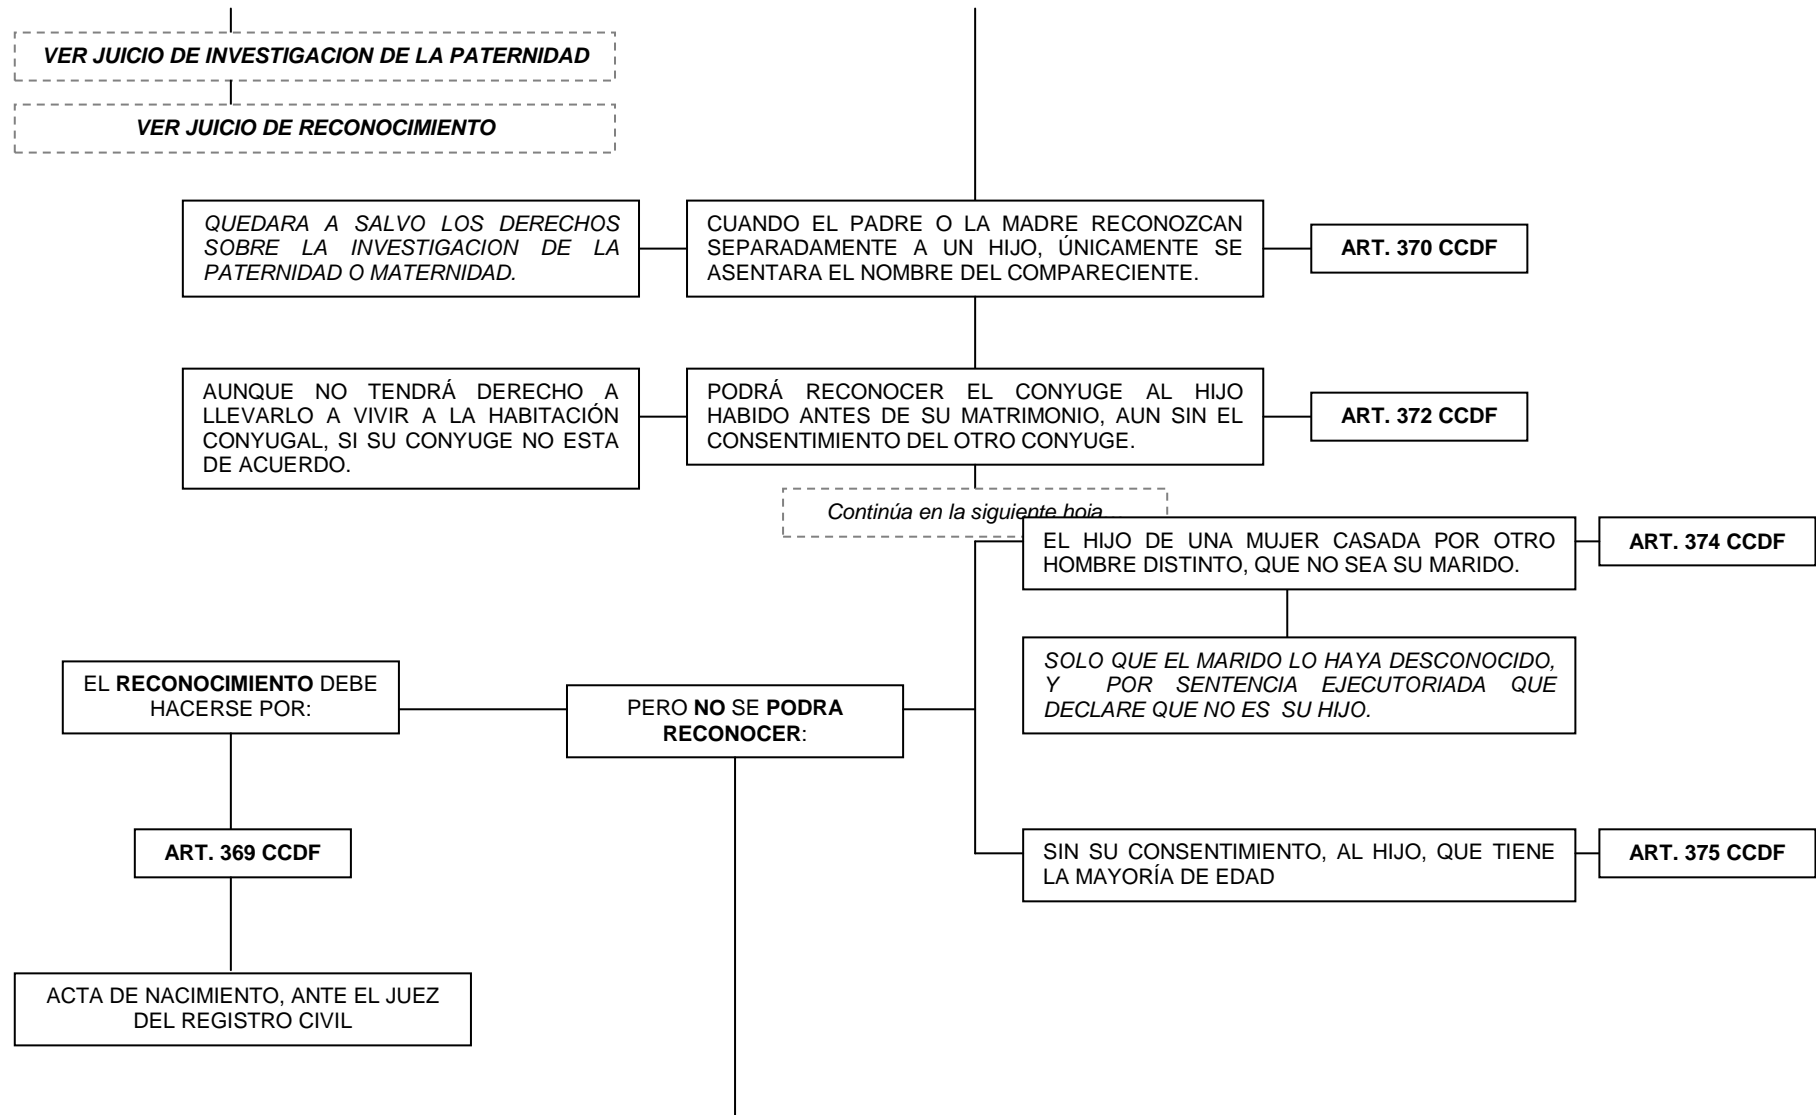 VER JUICIO DE INVESTIGACION DE LA PATERNIDAD
VER JUICIO DE RECONOCIMIENTO
QUEDARA A SALVO LOS DERECHOS
SOBRE LA INVESTIGACION DE LA
PATERNIDAD O MATERNIDAD.
CUANDO EL PADRE O LA MADRE RECONOZCAN
SEPARADAMENTE A UN HIJO, ÚNICAMENTE SE
ASENTARA EL NOMBRE DEL COMPARECIENTE.
ART. 370 CCDF
AUNQUE NO TENDRÁ DERECHO A
LLEVARLO A VIVIR A LA HABITACIÓN
CONYUGAL, SI SU CONYUGE NO ESTA
DE ACUERDO.
PODRÁ RECONOCER EL CONYUGE AL HIJO
HABIDO ANTES DE SU MATRIMONIO, AUN SIN EL
CONSENTIMIENTO DEL OTRO CONYUGE.
ART. 372 CCDF
Continúa en la siguiente hoja...
EL HIJO DE UNA MUJER CASADA POR OTRO
HOMBRE DISTINTO, QUE NO SEA SU MARIDO.
ART. 374 CCDF
SOLO QUE EL MARIDO LO HAYA DESCONOCIDO,
Y POR SENTENCIA EJECUTORIADA QUE
DECLARE QUE NO ES SU HIJO.
EL RECONOCIMIENTO DEBE
HACERSE POR:
PERO NO SE PODRA
RECONOCER:
ART. 369 CCDF
SIN SU CONSENTIMIENTO, AL HIJO, QUE TIENE
LA MAYORÍA DE EDAD
ART. 375 CCDF
ACTA DE NACIMIENTO, ANTE EL JUEZ
DEL REGISTRO CIVIL